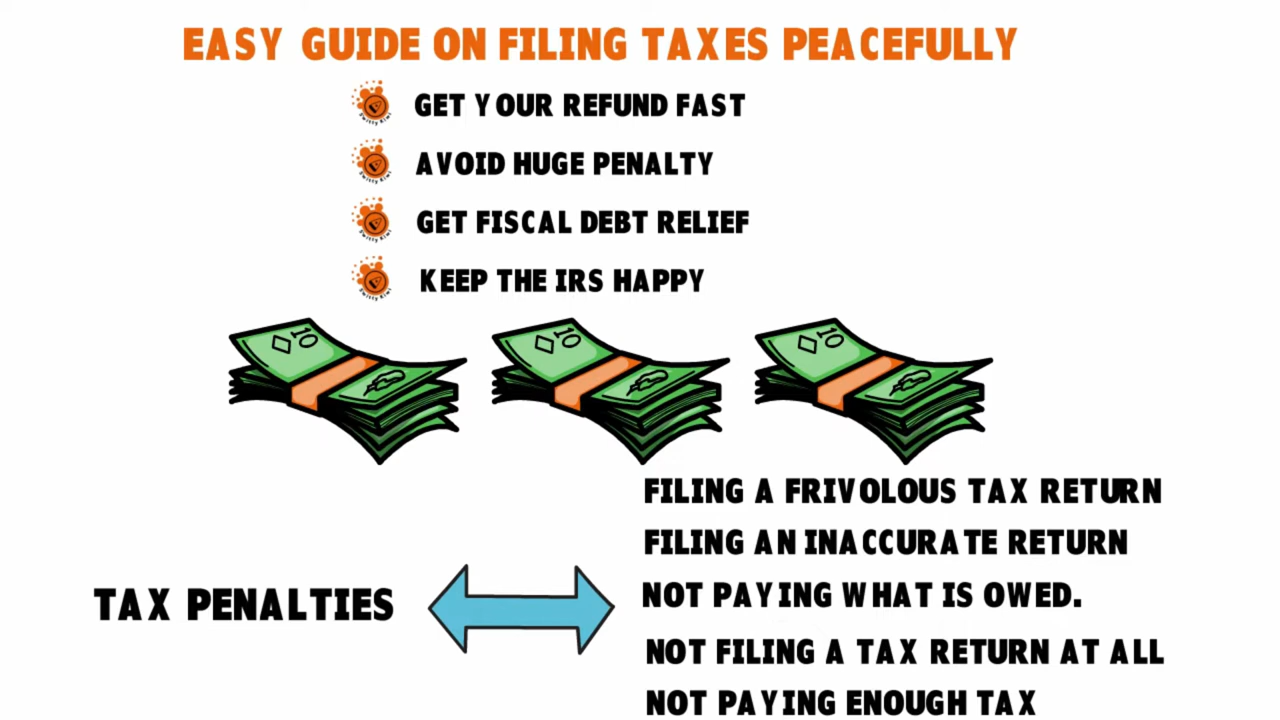 EASY GUIDE ON FILING TAXES PEACEFULLY
GET YOUR REFUND FAST
AVOID HUGE PENALTY
GET FISCAL DEBT RELIEF
KEEP THE IRS HAPPY
10
10
10
FILING A FRIVOLOUS TAX RETURN
FILING AN INACCURATE RETURN
NOT PAYING WHAT IS OWED.
TAX PENALTIES
NOT FILING A TAX RETURN AT ALL
NOT PAYING ENOUGH TAX